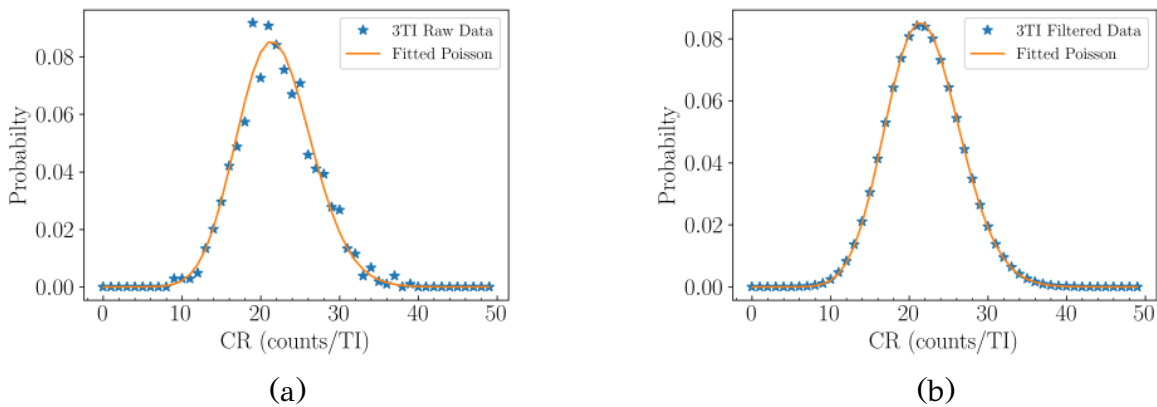 3TI Raw Data
Fitted Poisson
Probabilty
0.08
0.06
0.04
0.02
0.00
0 10 20 30 40 50
CR (counts/TI)
(a)
3TI Filtered Data
Fitted Poisson
Probabilty
0.08
0.06
0.04
0.02
0.00
0 10 20 30 40 50
CR (counts/TI)
(b)